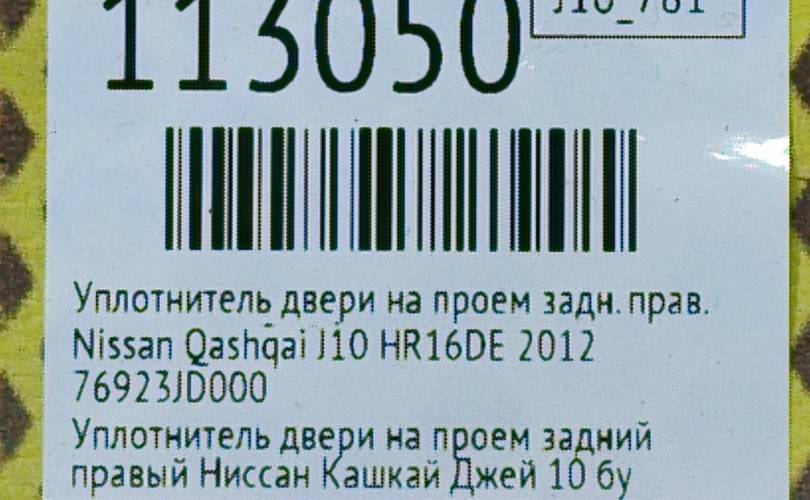 J10_781
113050
Уплотнитель двери на проем задн. прав.
Nissan Qashqai J10 HR16DE 2012
76923JD000
Уплотнитель двери на проем задний
правый Ниссан Кашкай Джей 10 бу